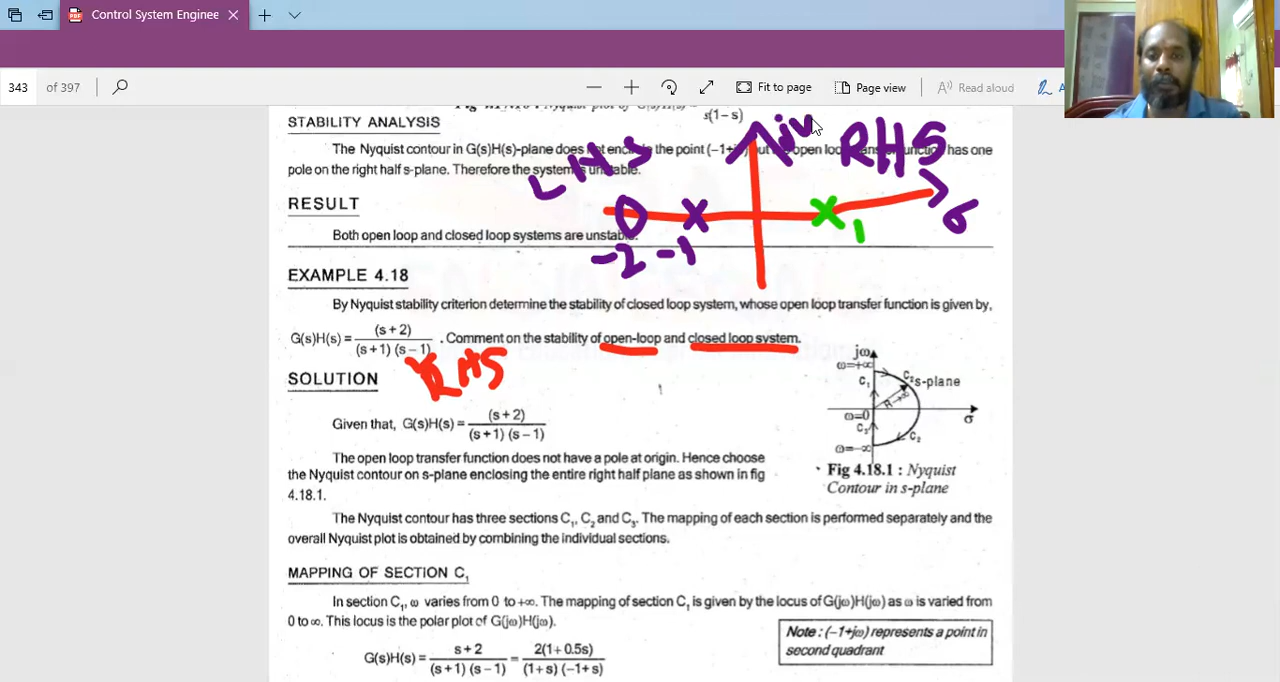 Control System Enginee
343 of 397
Fit to page
Page view
Read aloud
s(1−s)
STABILITY ANALYSIS
The Nyquist contour in G(s)H(s)-plane does not the point (−1+j but open loop has one
pole on the right half s-plane. Therefore the system is unstable.
LHS
jω
RHS
RESULT
Both open loop and closed loop systems are unstable.
-2 -1 1 σ
EXAMPLE 4.18
By Nyquist stability criterion determine the stability of closed loop system, whose open loop transfer function is given by,
G(s)H(s) = (s+2) / (s+1) (s−1) . Comment on the stability of open-loop and closed loop system.
RHS
SOLUTION
Given that, G(s)H(s) = (s+2) / (s+1) (s−1)
The open loop transfer function does not have a pole at origin. Hence choose
the Nyquist contour on s-plane enclosing the entire right half plane as shown in fig
4.18.1.
jω
ω=+∞
C₁
C₂
s-plane
R→∞
ω=0
σ
C₃
C₂
ω=−∞
Fig 4.18.1 : Nyquist
Contour in s-plane
The Nyquist contour has three sections C₁, C₂ and C₃. The mapping of each section is performed separately and the
overall Nyquist plot is obtained by combining the individual sections.
MAPPING OF SECTION C₁
In section C₁, ω varies from 0 to +∞. The mapping of section C₁ is given by the locus of G(jω)H(jω) as ω is varied from
0 to ∞. This locus is the polar plot of G(jω)H(jω).
G(s)H(s) = s+2 / (s+1) (s−1) = 2(1+0.5s) / (1+s) (−1+s)
Note : (−1+jω) represents a point in
second quadrant